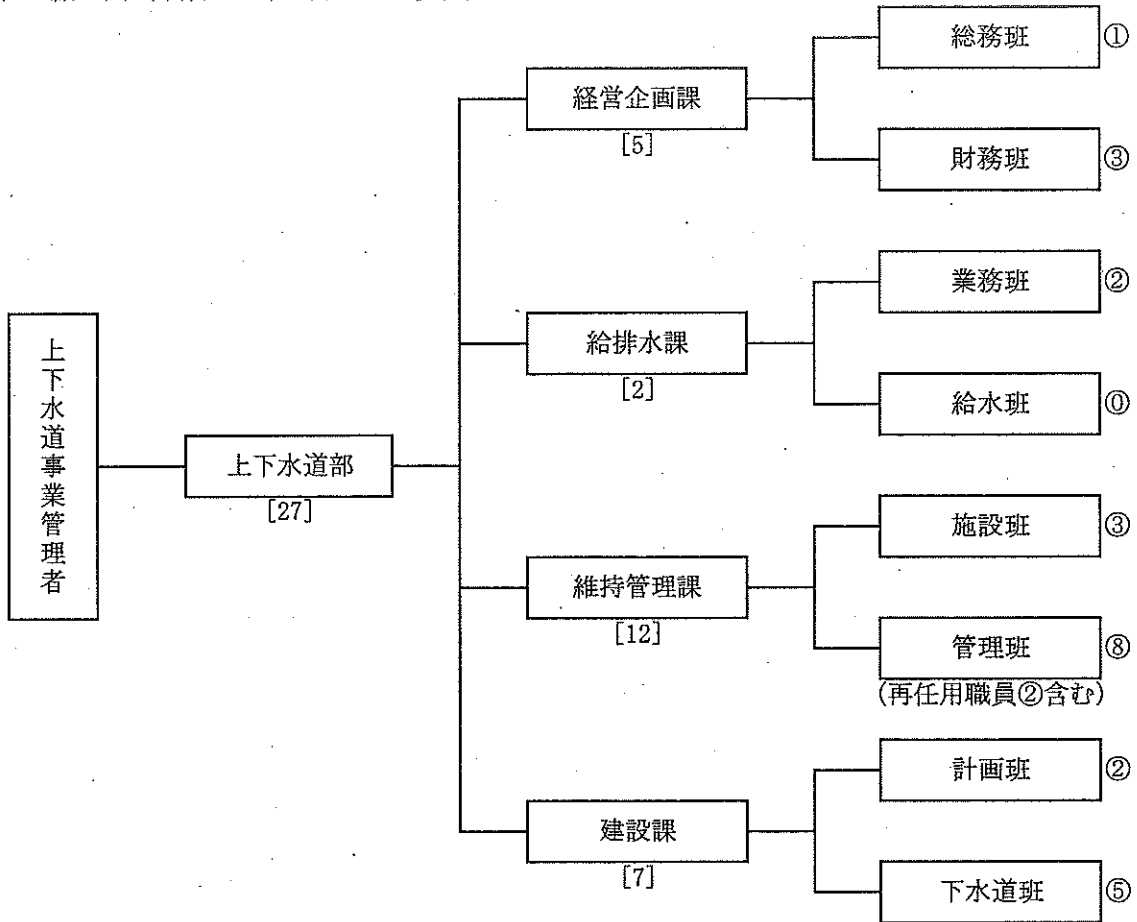 総務班 ①
経営企画課
[5]
財務班 ③
業務班 ②
給排水課
[2]
給水班 ⓪
上下水道事業管理者
上下水道部
[27]
施設班 ③
維持管理課
[12]
管理班 ⑧
(再任用職員②含む)
計画班 ②
建設課
[7]
下水道班 ⑤